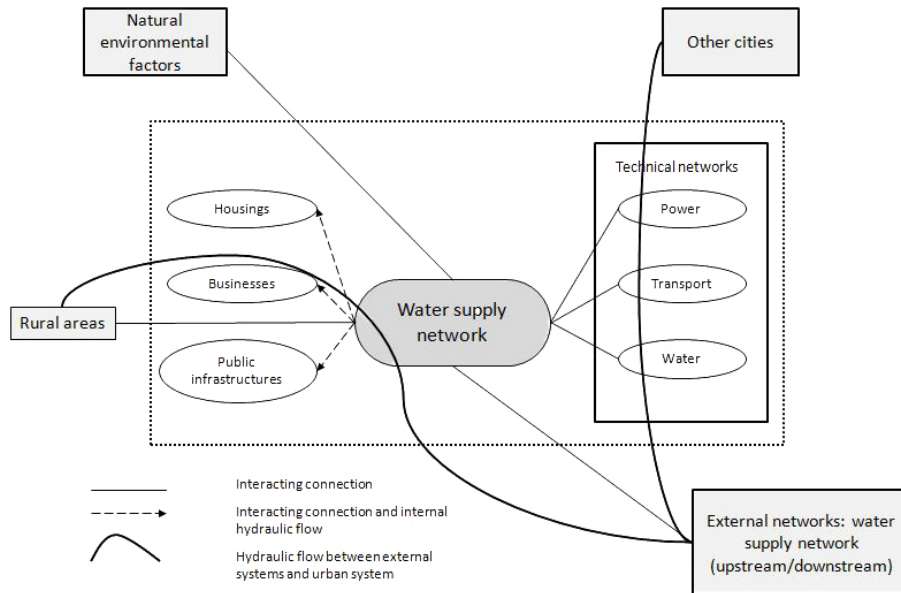 Natural
environmental
factors
Other cities
Technical networks
Housings
Power
Businesses
Transport
Rural areas
Water supply
network
Public
infrastructures
Water
Interacting connection
Interacting connection and internal
hydraulic flow
Hydraulic flow between external
systems and urban system
External networks: water
supply network
(upstream/downstream)